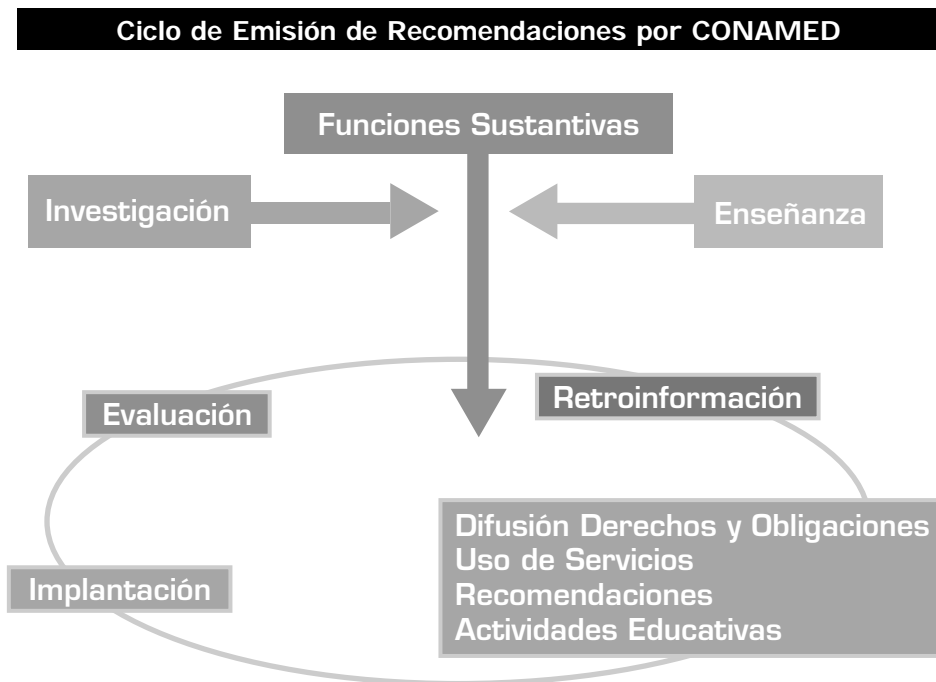 Ciclo de Emisión de Recomendaciones por CONAMED
Funciones Sustantivas
Investigación
Enseñanza
Evaluación
Retroinformación
Difusión Derechos y Obligaciones
Uso de Servicios
Recomendaciones
Actividades Educativas
Implantación